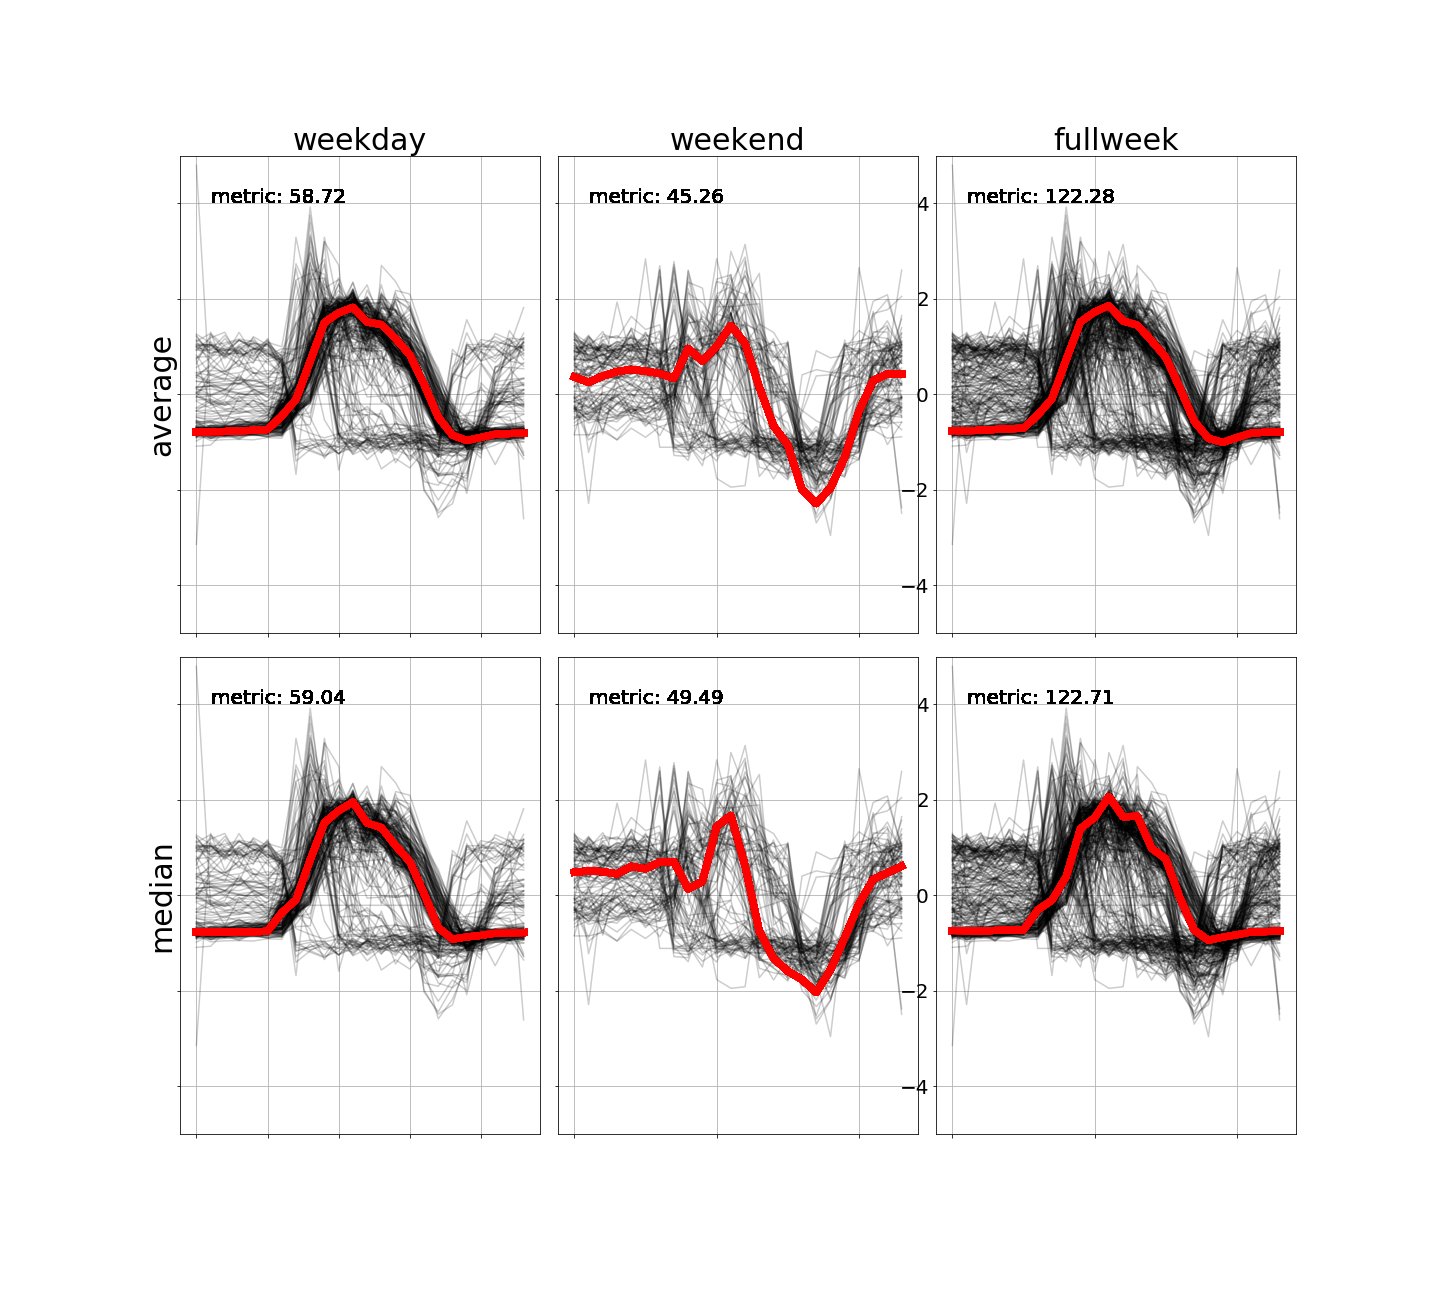 weekday weekend fullweek
average
metric: 58.72
metric: 45.26
metric: 122.28
4
2
0
−2
−4
median
metric: 59.04
metric: 49.49
metric: 122.71
4
2
0
−2
−4